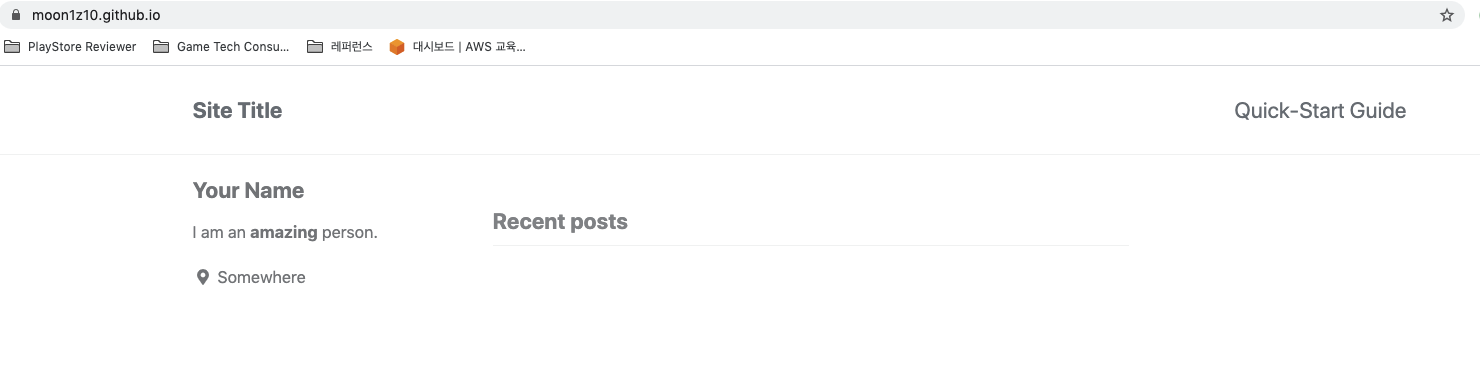 moon1z10.github.io
PlayStore Reviewer Game Tech Consu... 레퍼런스 대시보드 | AWS 교육...
Site Title Quick-Start Guide
Your Name
I am an amazing person.
Somewhere
Recent posts